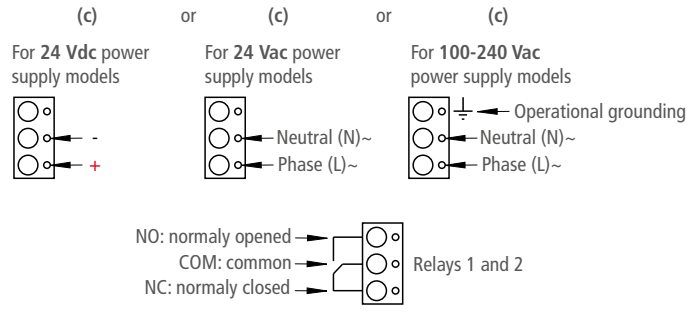 (c) or (c) or (c)
For 24 Vdc power
supply models
-
+
For 24 Vac power
supply models
Neutral (N)~
Phase (L)~
For 100-240 Vac
power supply models
Operational grounding
Neutral (N)~
Phase (L)~
NO: normaly opened
COM: common
NC: normaly closed
Relays 1 and 2